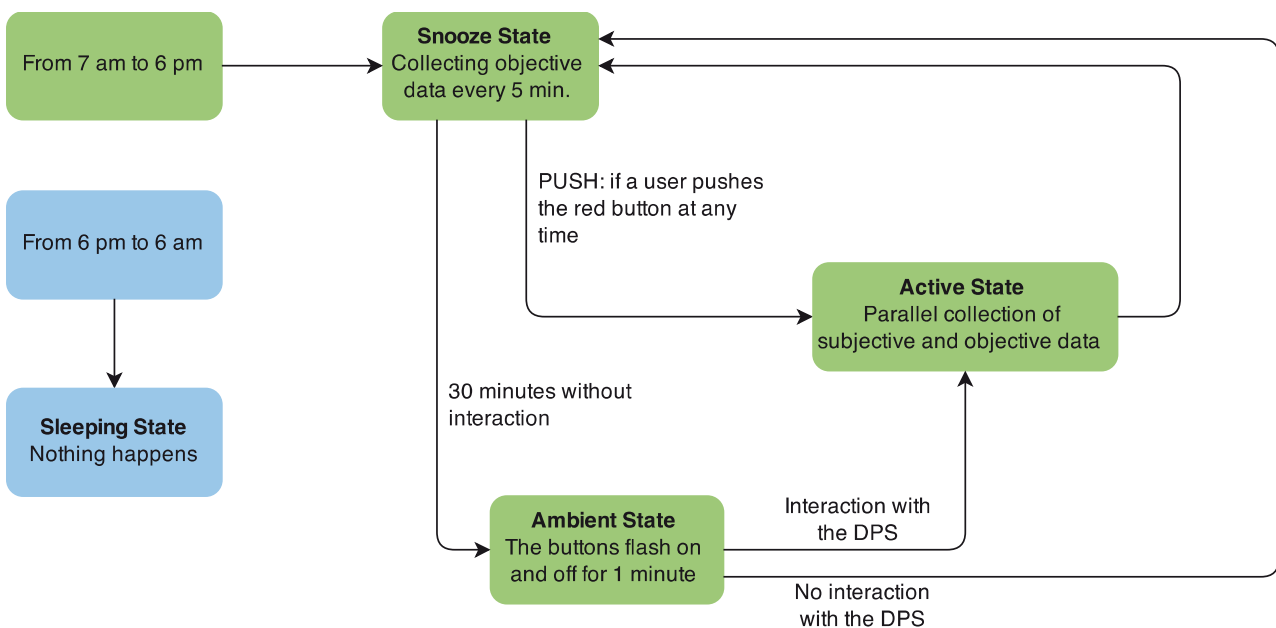 From 7 am to 6 pm
Snooze State
Collecting objective
data every 5 min.
PUSH: if a user pushes
the red button at any
time
From 6 pm to 6 am
Active State
Parallel collection of
subjective and objective data
30 minutes without
interaction
Sleeping State
Nothing happens
Ambient State
The buttons flash on
and off for 1 minute
Interaction with
the DPS
No interaction
with the DPS